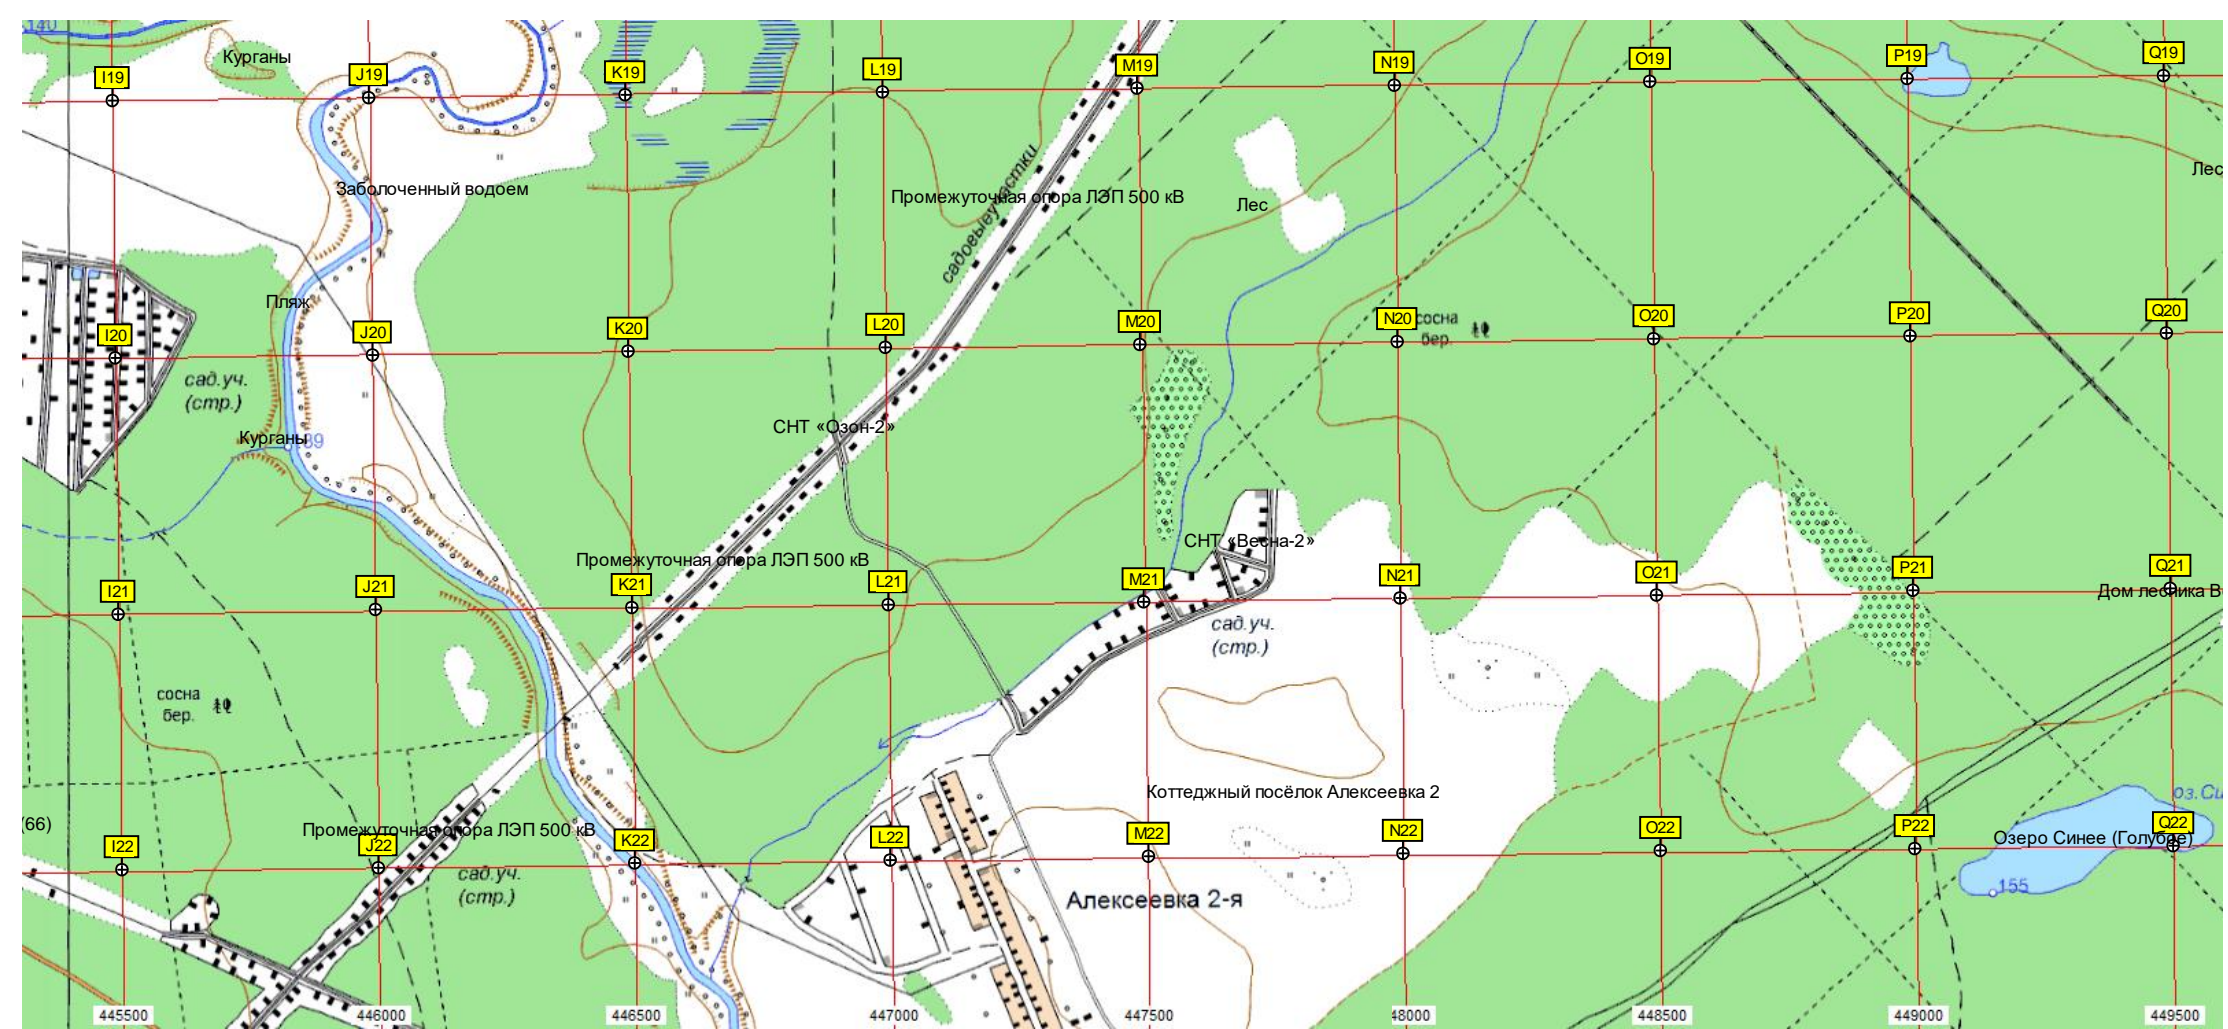 140
Курганы
I19
J19
K19
L19
M19
N19
O19
P19
Q19
Заболоченный водоем
Промежуточная опора ЛЭП 500 кВ
садовые участки
Лес
Лес
Пляж
I20
J20
K20
L20
M20
N20
сосна
бер.
O20
P20
Q20
сад.уч.
(стр.)
Курганы
139
СНТ «Озон-2»
СНТ «Весна-2»
Промежуточная опора ЛЭП 500 кВ
I21
J21
K21
L21
M21
N21
O21
P21
Q21
Дом лесника В
сад.уч.
(стр.)
сосна
бер.
Коттеджный посёлок Алексеевка 2
оз.Си
(66)
Промежуточная опора ЛЭП 500 кВ
Озеро Синее (Голубое)
I22
J22
K22
L22
M22
N22
O22
P22
Q22
сад.уч.
(стр.)
155
Алексеевка 2-я
445500
446000
446500
447000
447500
48000
448500
449000
449500